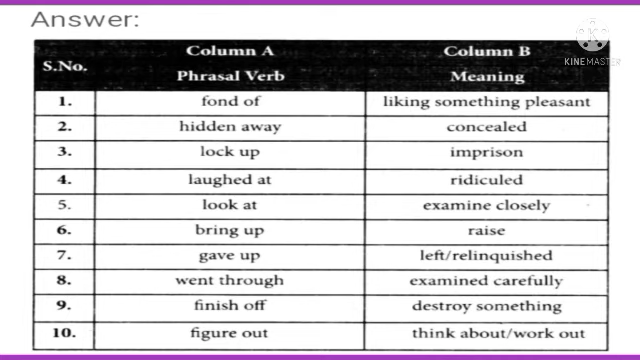 Answer:
S.No. Column A Phrasal Verb Column B Meaning
1. fond of liking something pleasant
2. hidden away concealed
3. lock up imprison
4. laughed at ridiculed
5. look at examine closely
6. bring up raise
7. gave up left/relinquished
8. went through examined carefully
9. finish off destroy something
10. figure out think about/work out
KINEMASTER